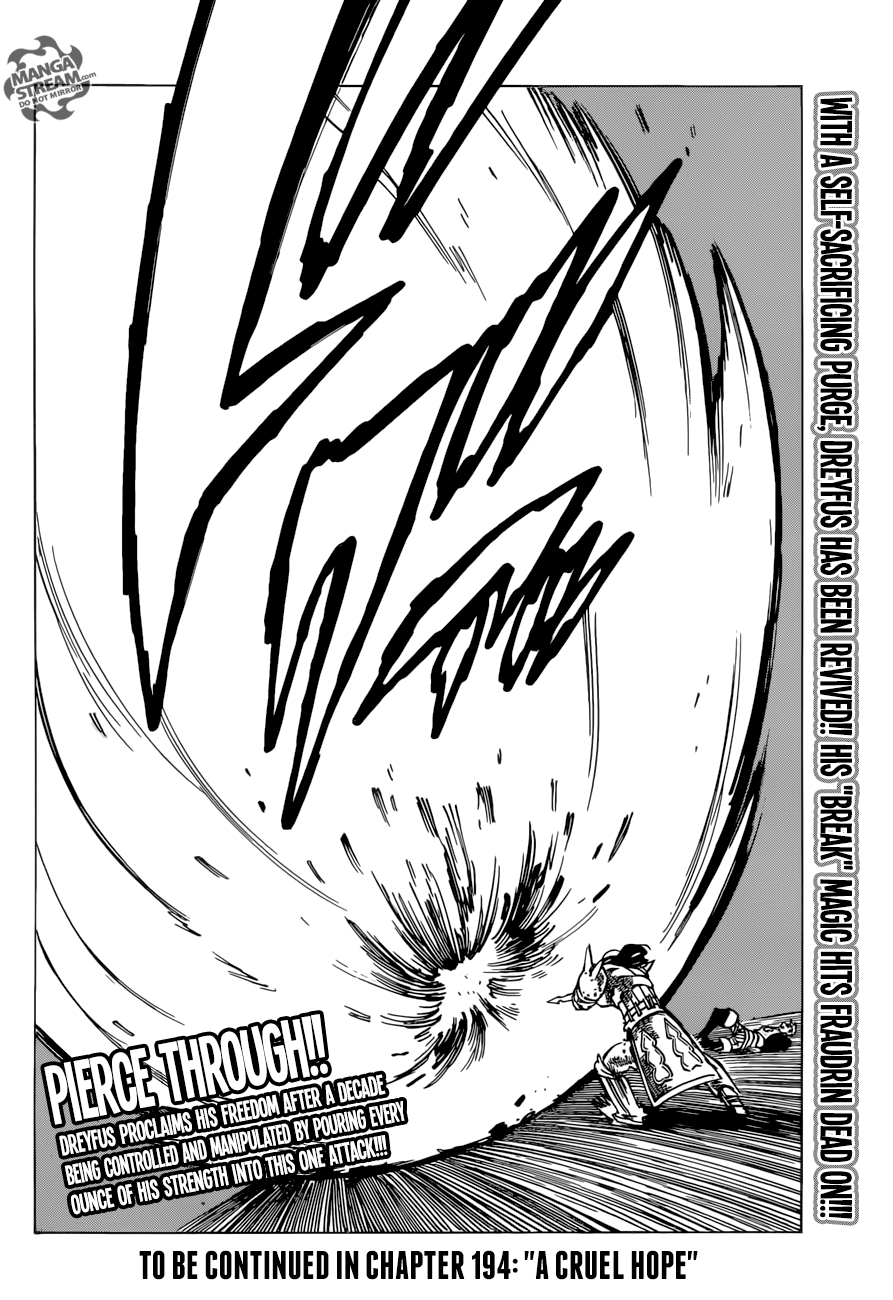 MANGA
STREAM.com
DO NOT MIRROR
WITH A SELF-SACRIFICING PURGE, DREYFUS HAS BEEN REVIVED!! HIS "BREAK" MAGIC HITS FRAUDRIN DEAD ON!!!
PIERCE THROUGH!!
DREYFUS PROCLAIMS HIS FREEDOM AFTER A DECADE
BEING CONTROLLED AND MANIPULATED BY POURING EVERY
OUNCE OF HIS STRENGTH INTO THIS ONE ATTACK!!!
TO BE CONTINUED IN CHAPTER 194: "A CRUEL HOPE"